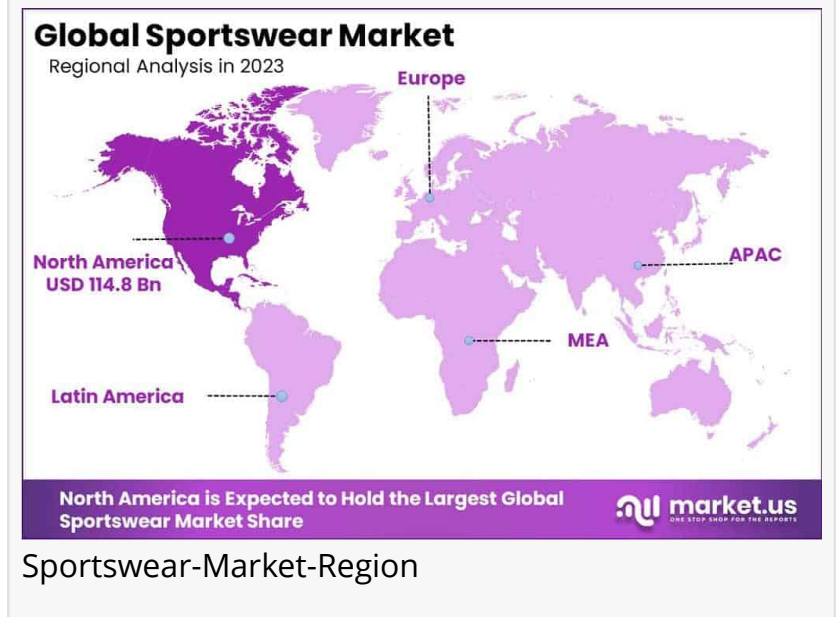 Global Sportswear Market
Regional Analysis in 2023
Europe
North America
USD 114.8 Bn
APAC
MEA
Latin America
North America is Expected to Hold the Largest Global
Sportswear Market Share
market.us
ONE STOP SHOP FOR THE REPORTS
Sportswear-Market-Region